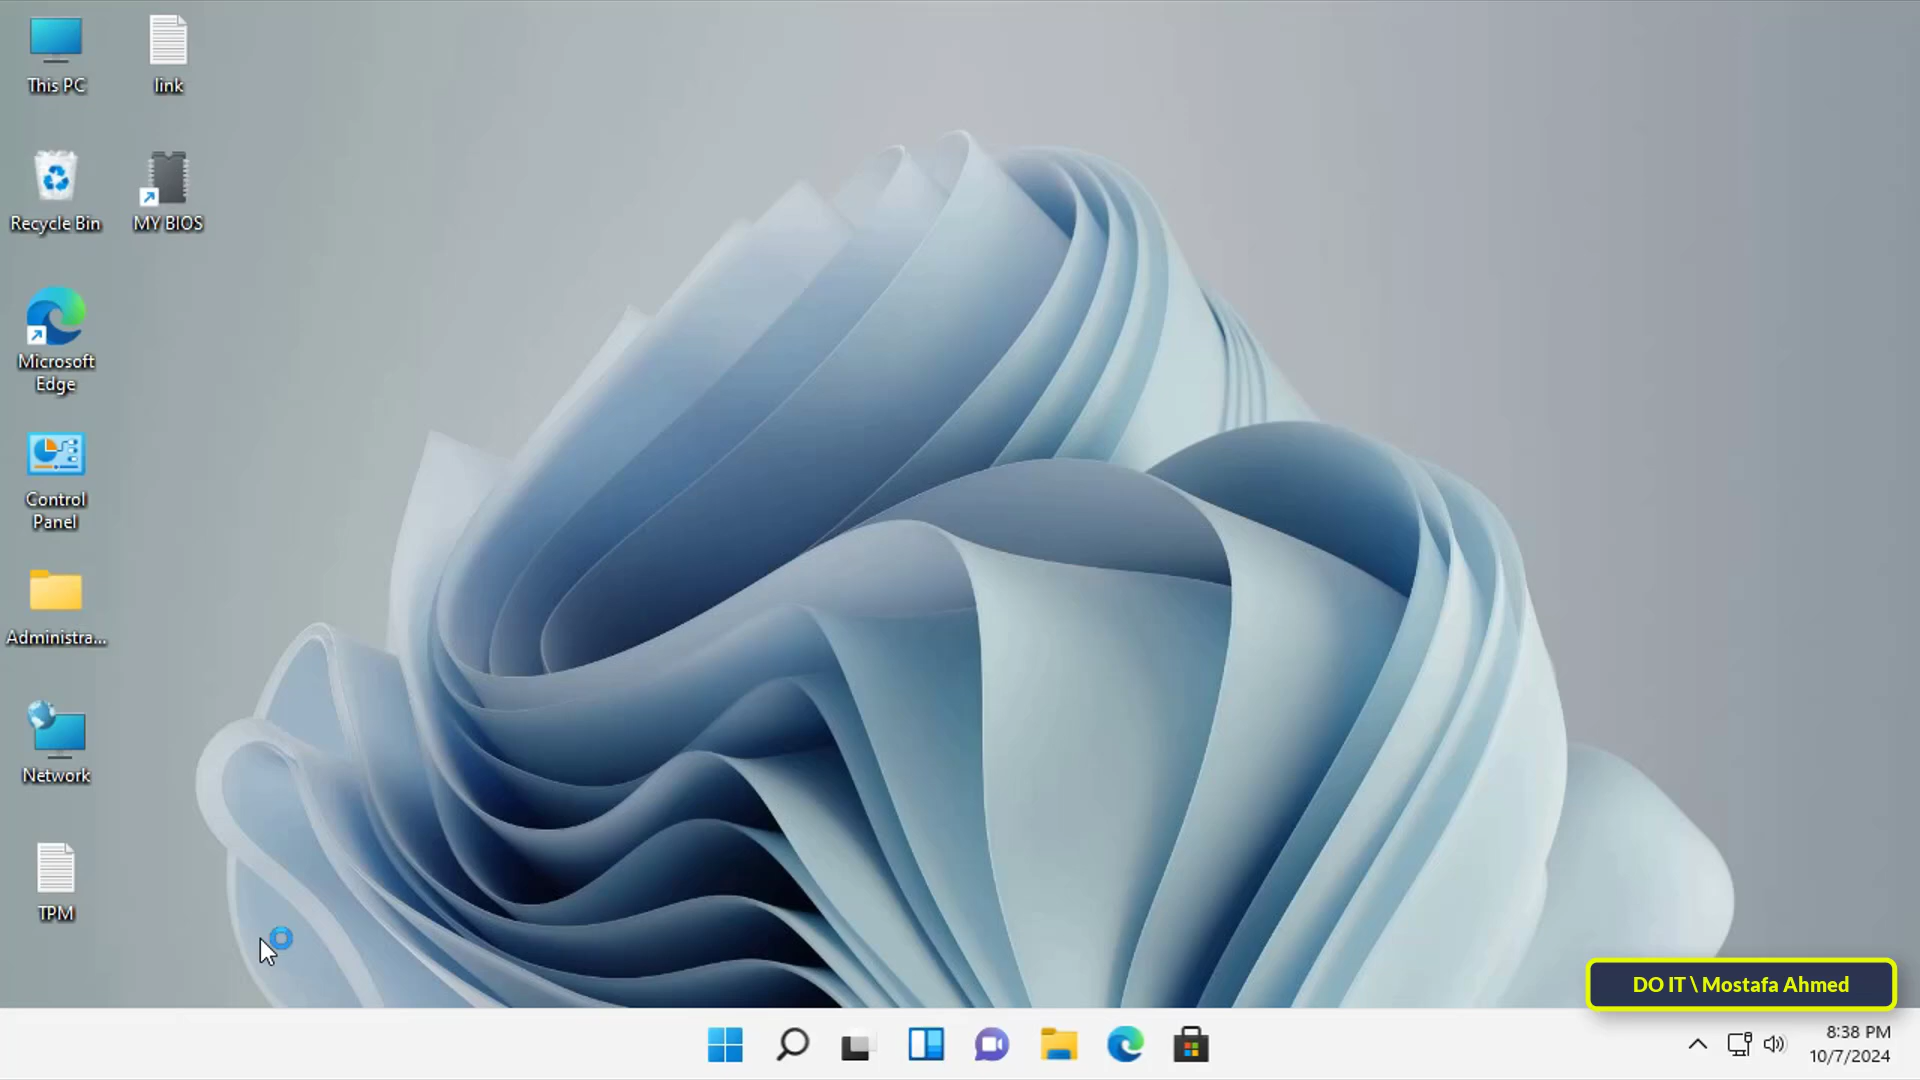 This PC
link
Recycle Bin
MY BIOS
Microsoft
Edge
Control
Panel
Administra...
Network
TPM
DO IT \ Mostafa Ahmed
8:38 PM
10/7/2024